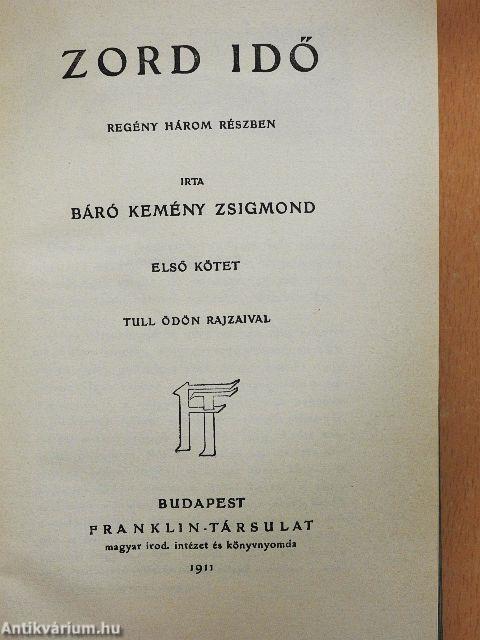 ZORD IDŐ
REGÉNY HÁROM RÉSZBEN
IRTA
BÁRÓ KEMÉNY ZSIGMOND
ELSŐ KÖTET
TULL ÖDÖN RAJZAIVAL
FT
BUDAPEST
FRANKLIN-TÁRSULAT
magyar irod. intézet és könyvnyomda
1911
Antikvárium.hu